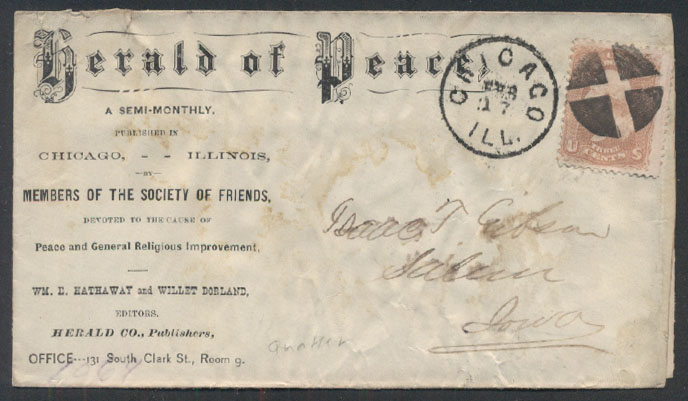 Herald of Peace
A SEMI-MONTHLY,
PUBLISHED IN
CHICAGO, - - ILLINOIS,
—BY—
MEMBERS OF THE SOCIETY OF FRIENDS,
DEVOTED TO THE CAUSE OF
Peace and General Religious Improvement,
WM. E. HATHAWAY and WILLET DORLAND,
EDITORS.
HERALD CO., Publishers,
OFFICE---131 South Clark St., Room 9.
CHICAGO
17
ILL.
THREE
CENTS
U S
Isaac T Gibson
Salem
Iowa
Quaker